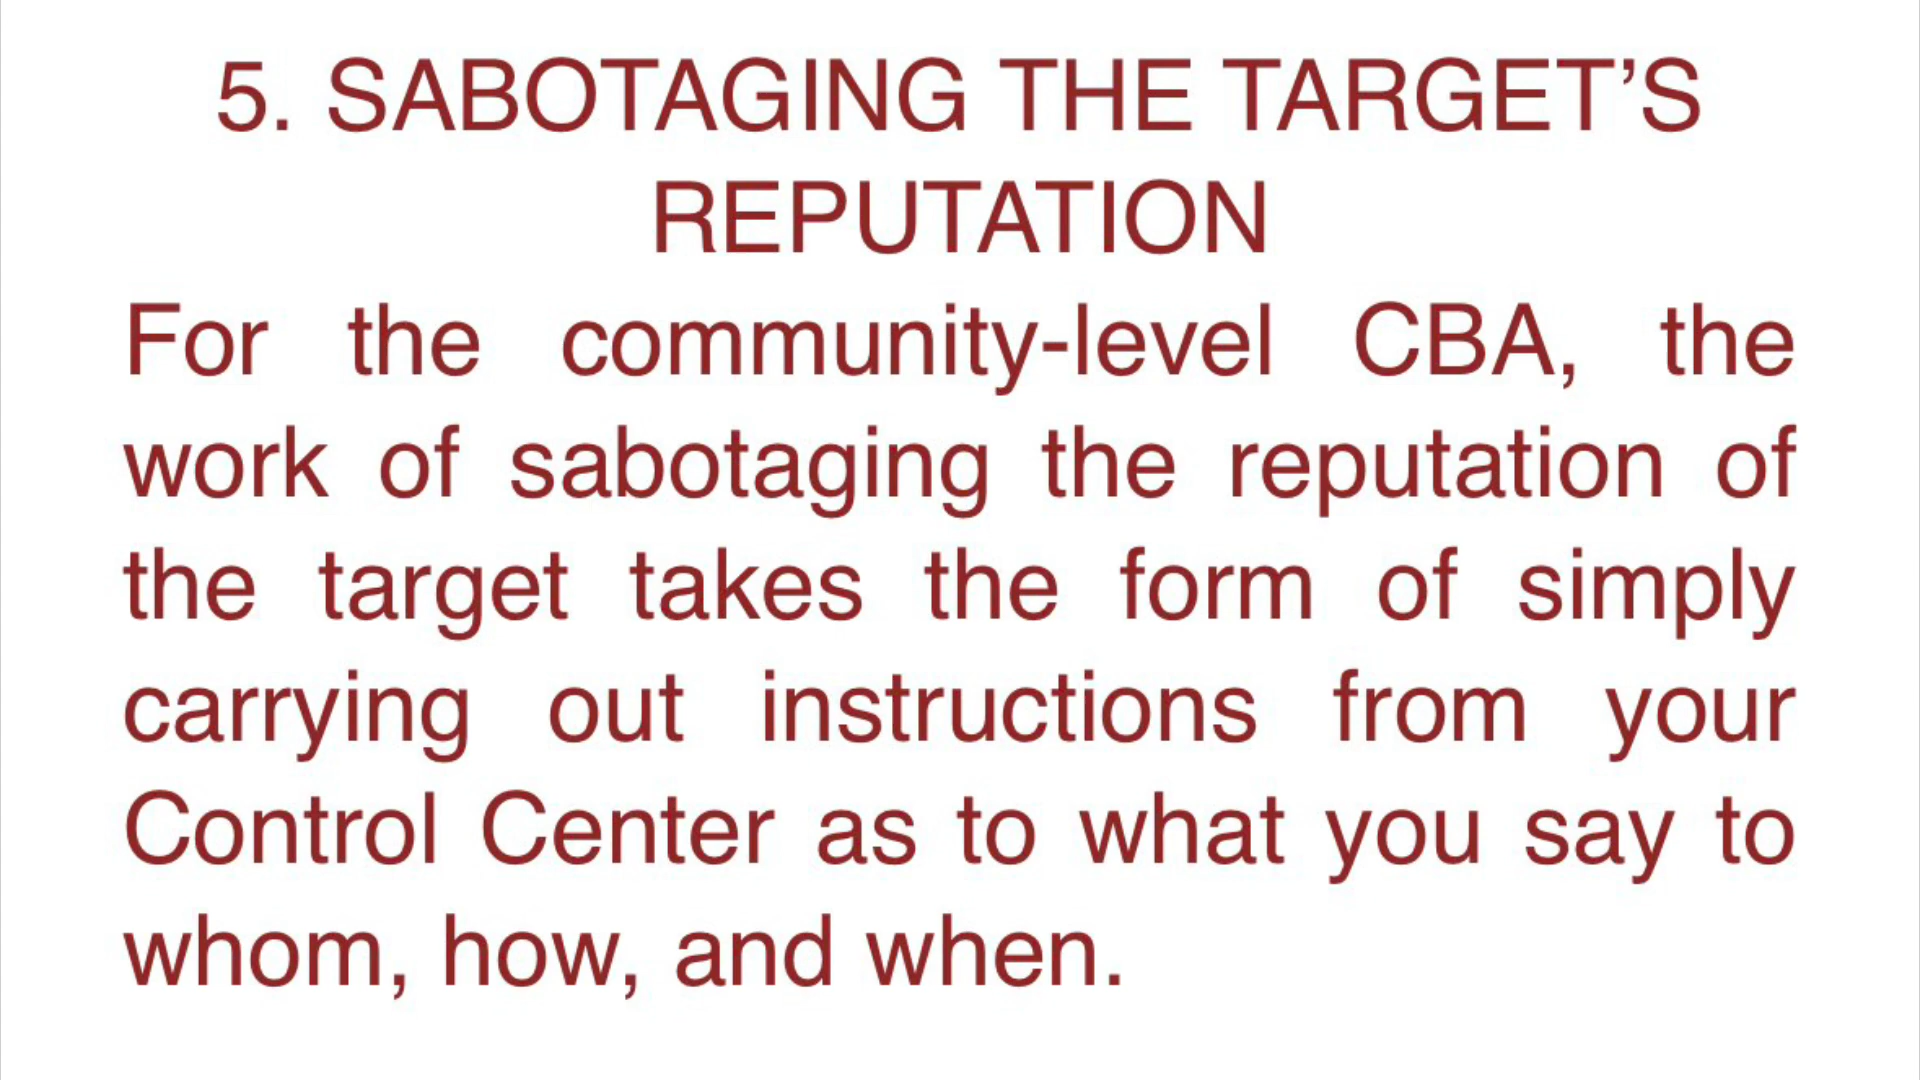 5. SABOTAGING THE TARGET’S
REPUTATION
For the community-level CBA, the
work of sabotaging the reputation of
the target takes the form of simply
carrying out instructions from your
Control Center as to what you say to
whom, how, and when.